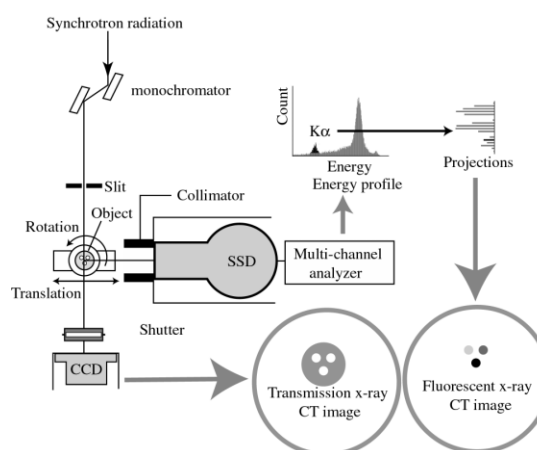 Synchrotron radiation
monochromator
Slit
Collimator
Rotation
Object
Translation
SSD
Multi-channel
analyzer
Shutter
CCD
Count
Kα
Energy
Energy profile
Projections
Transmission x-ray
CT image
Fluorescent x-ray
CT image